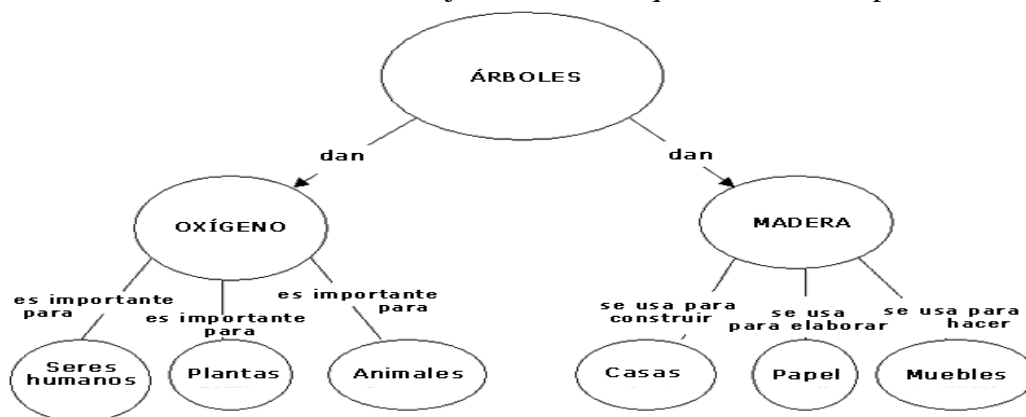 ÁRBOLES
dan
dan
OXÍGENO
MADERA
es importante
para
es importante
para
es importante
para
se usa para
construir
se usa
para elaborar
se usa para
hacer
Seres
humanos
Plantas
Animales
Casas
Papel
Muebles